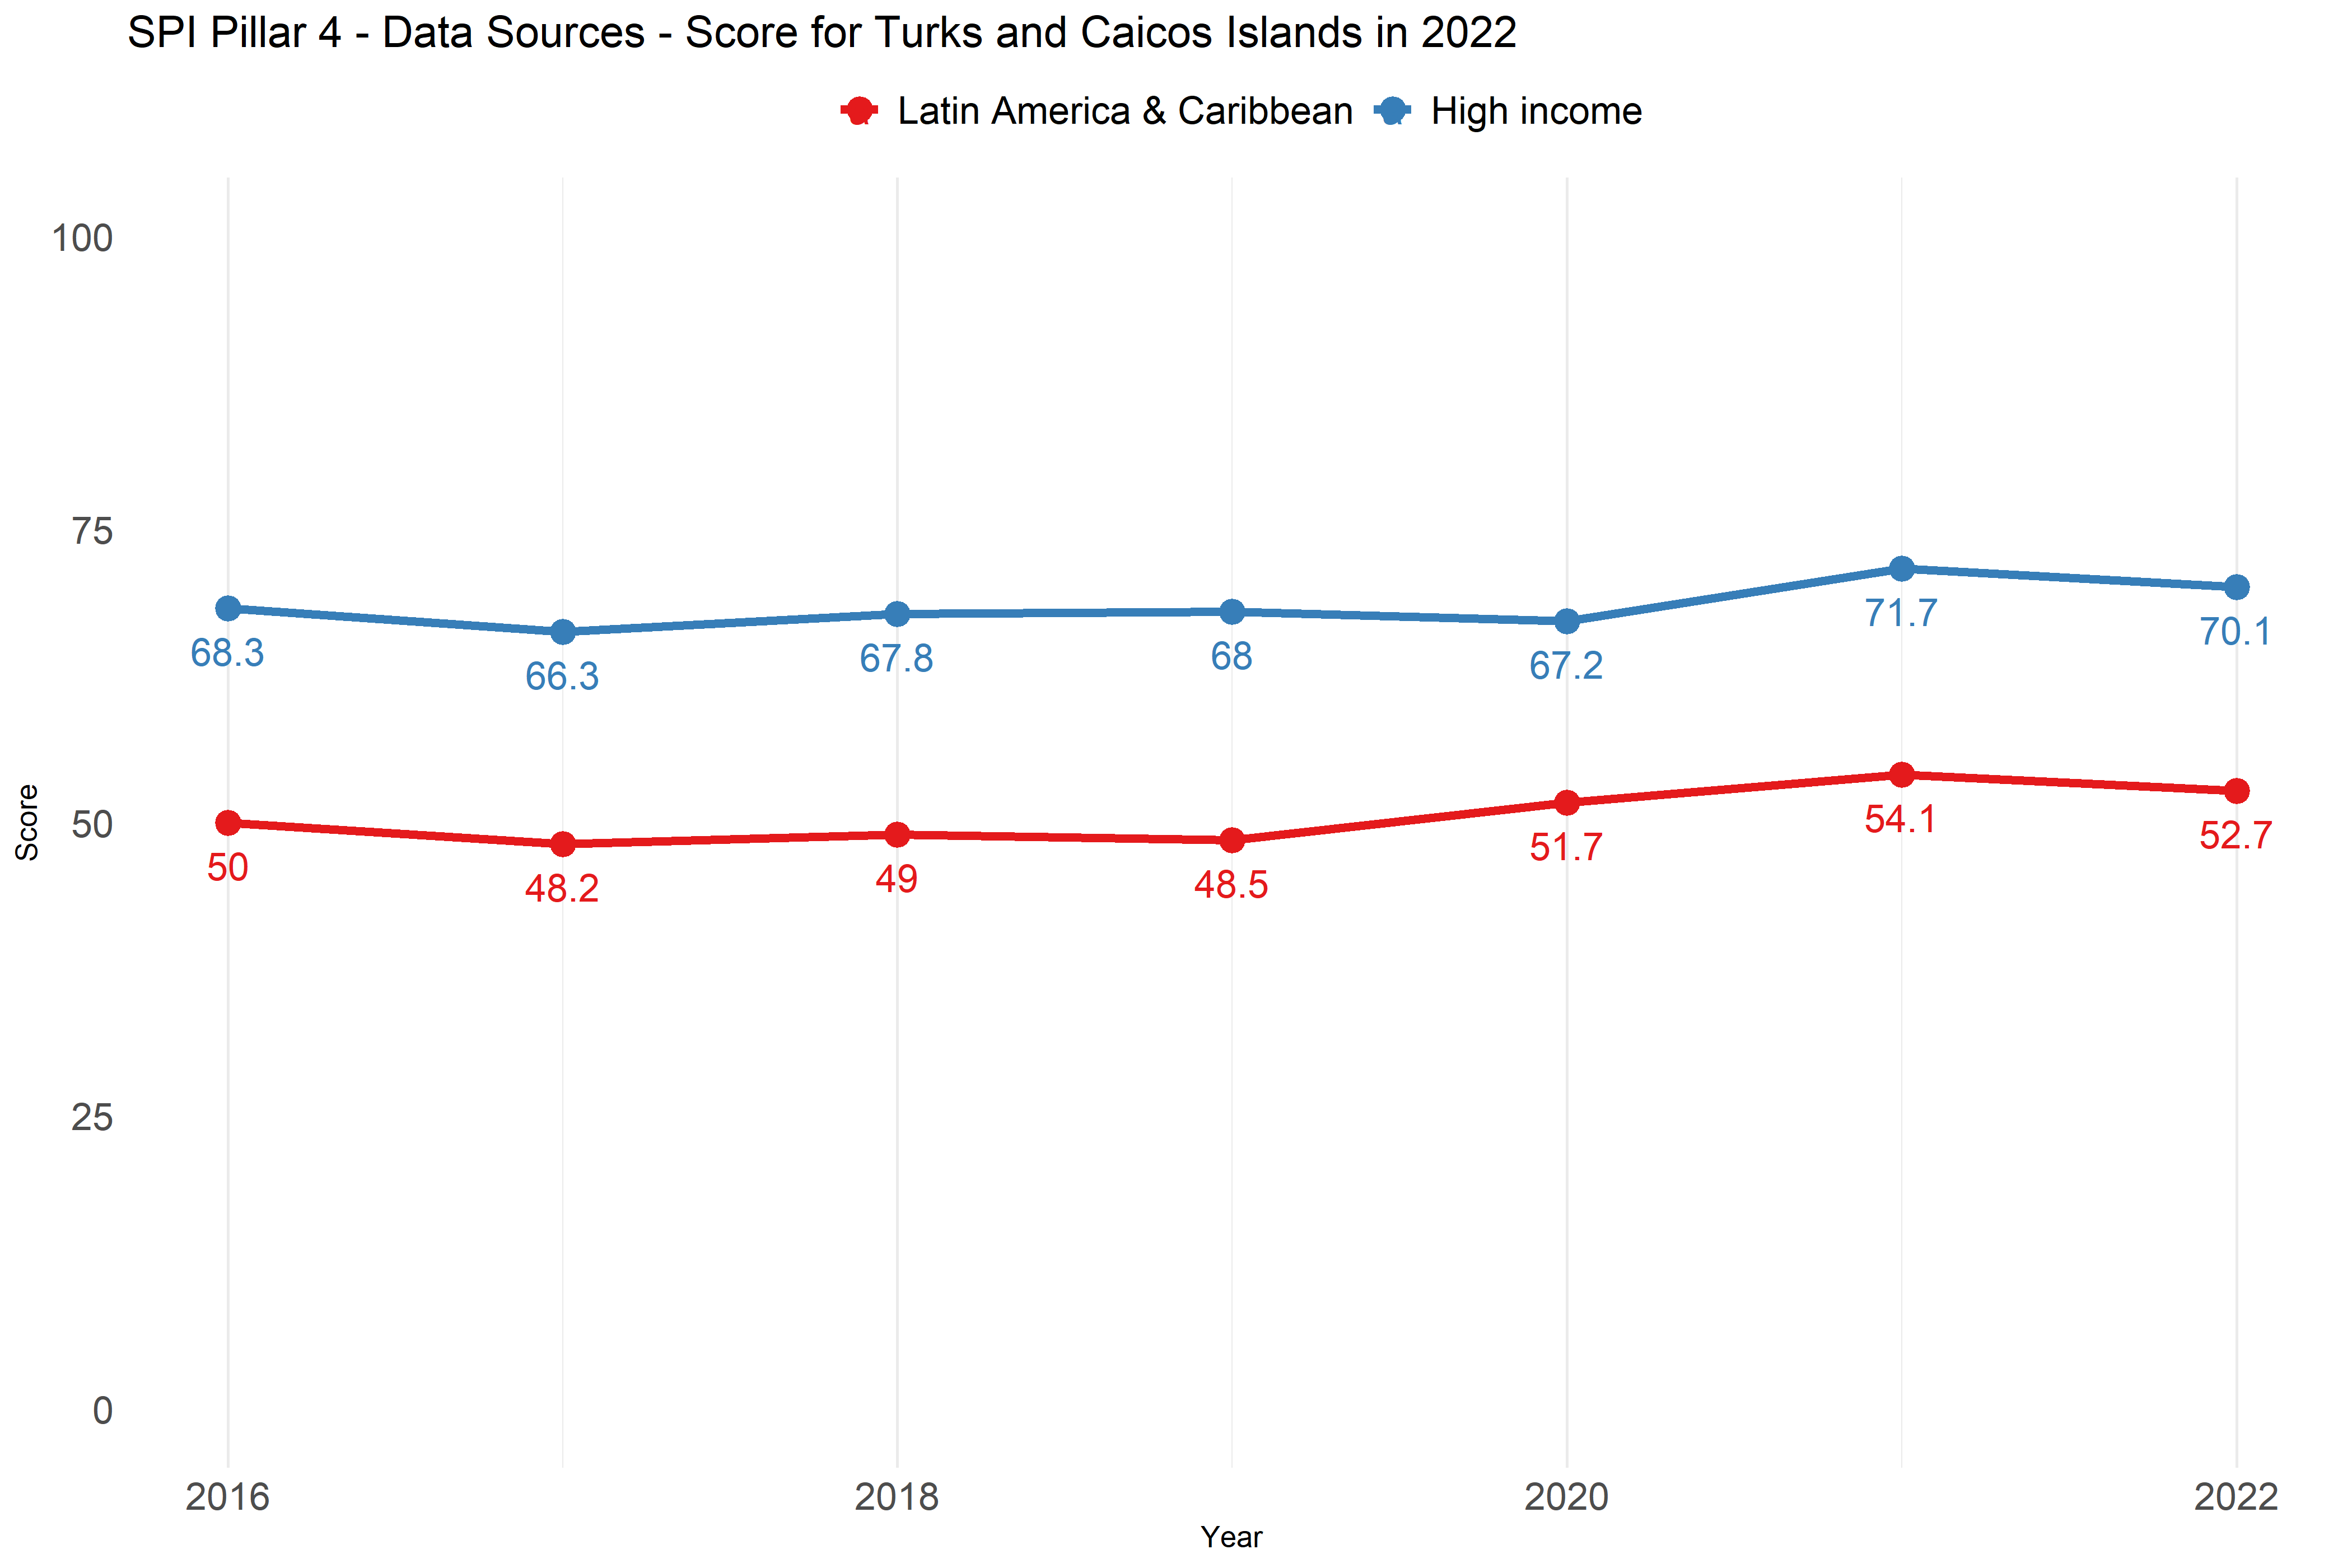 SPI Pillar 4 - Data Sources - Score for Turks and Caicos Islands in 2022
Latin America & Caribbean High income
100
75
50
25
0
Score
68.3 66.3 67.8 68 67.2 71.7 70.1
50 48.2 49 48.5 51.7 54.1 52.7
2016 2018 2020 2022
Year